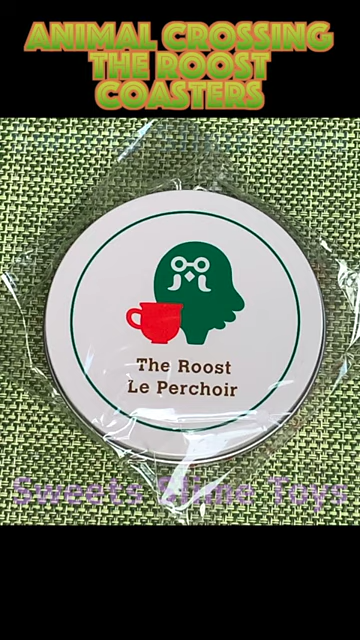 ANIMAL CROSSING
THE ROOST
COASTERS
The Roost
Le Perchoir
Sweets Slime Toys